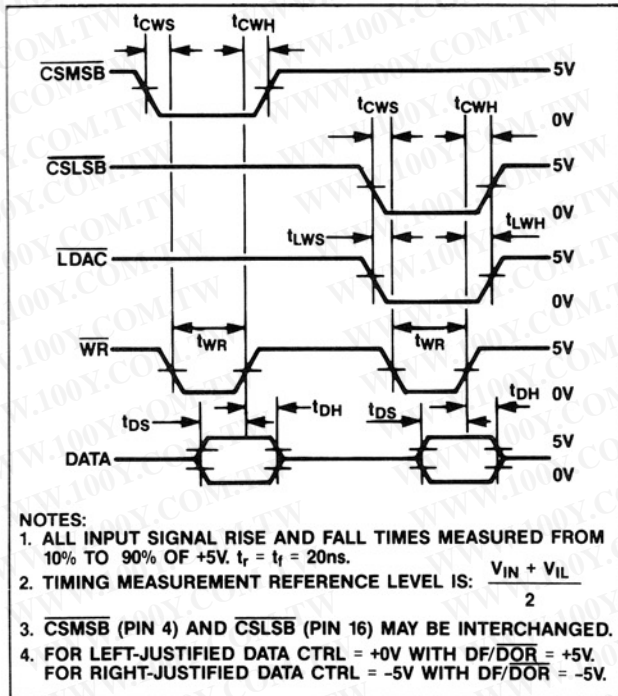 tCWS tCWH
CSMSB 5V
0V
tCWS tCWH
CSLSB 5V
0V
tLWS tLWH
LDAC 5V
0V
tWR tWR
WR 5V
0V
tDS tDH tDS tDH
DATA 5V
0V
NOTES:
1. ALL INPUT SIGNAL RISE AND FALL TIMES MEASURED FROM
10% TO 90% OF +5V. tr = tf = 20ns.
2. TIMING MEASUREMENT REFERENCE LEVEL IS: VIN + VIL
2
3. CSMSB (PIN 4) AND CSLSB (PIN 16) MAY BE INTERCHANGED.
4. FOR LEFT-JUSTIFIED DATA CTRL = +0V WITH DF/DOR = +5V.
FOR RIGHT-JUSTIFIED DATA CTRL = -5V WITH DF/DOR = -5V.
WWW.100Y.COM.TW